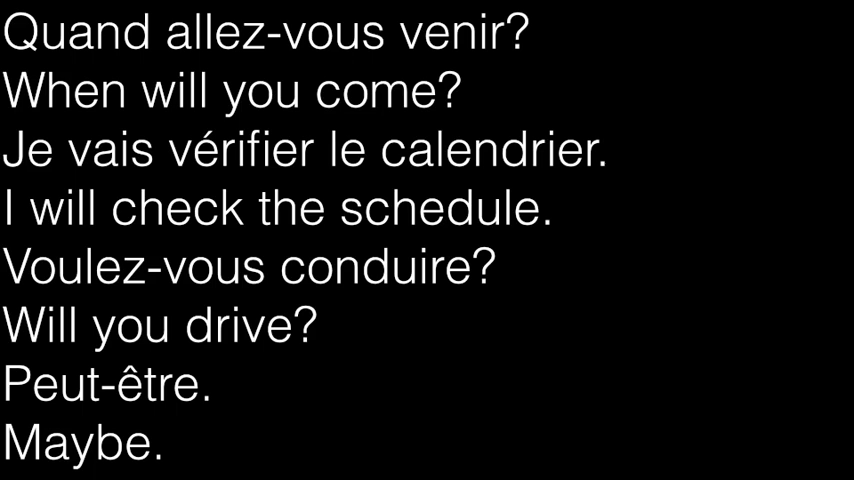 Quand allez-vous venir?
When will you come?
Je vais vérifier le calendrier.
I will check the schedule.
Voulez-vous conduire?
Will you drive?
Peut-être.
Maybe.